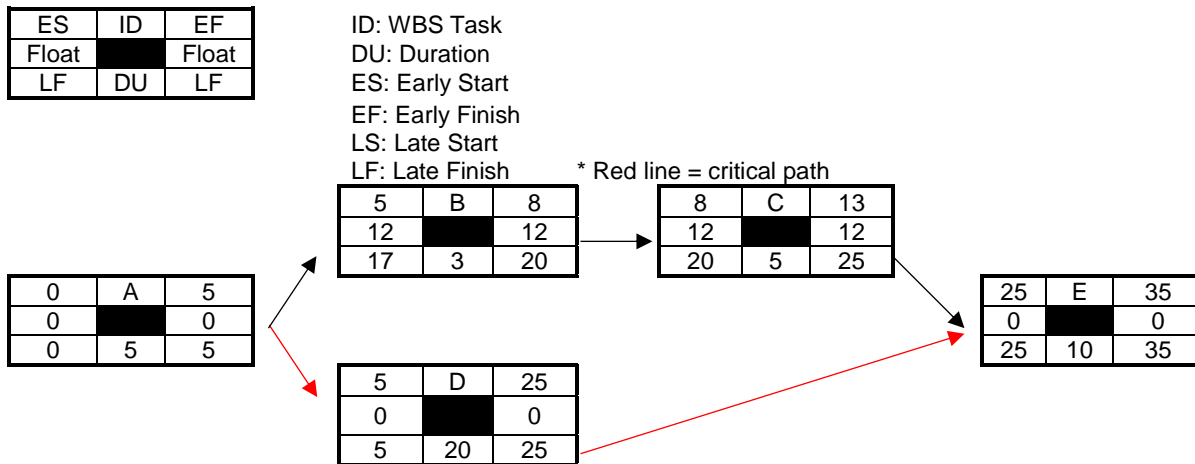 ES ID EF
Float Float
LF DU LF
ID: WBS Task
DU: Duration
ES: Early Start
EF: Early Finish
LS: Late Start
LF: Late Finish * Red line = critical path
5 B 8
12 12
17 3 20
8 C 13
12 12
20 5 25
0 A 5
0 0
0 5 5
25 E 35
0 0
25 10 35
5 D 25
0 0
5 20 25